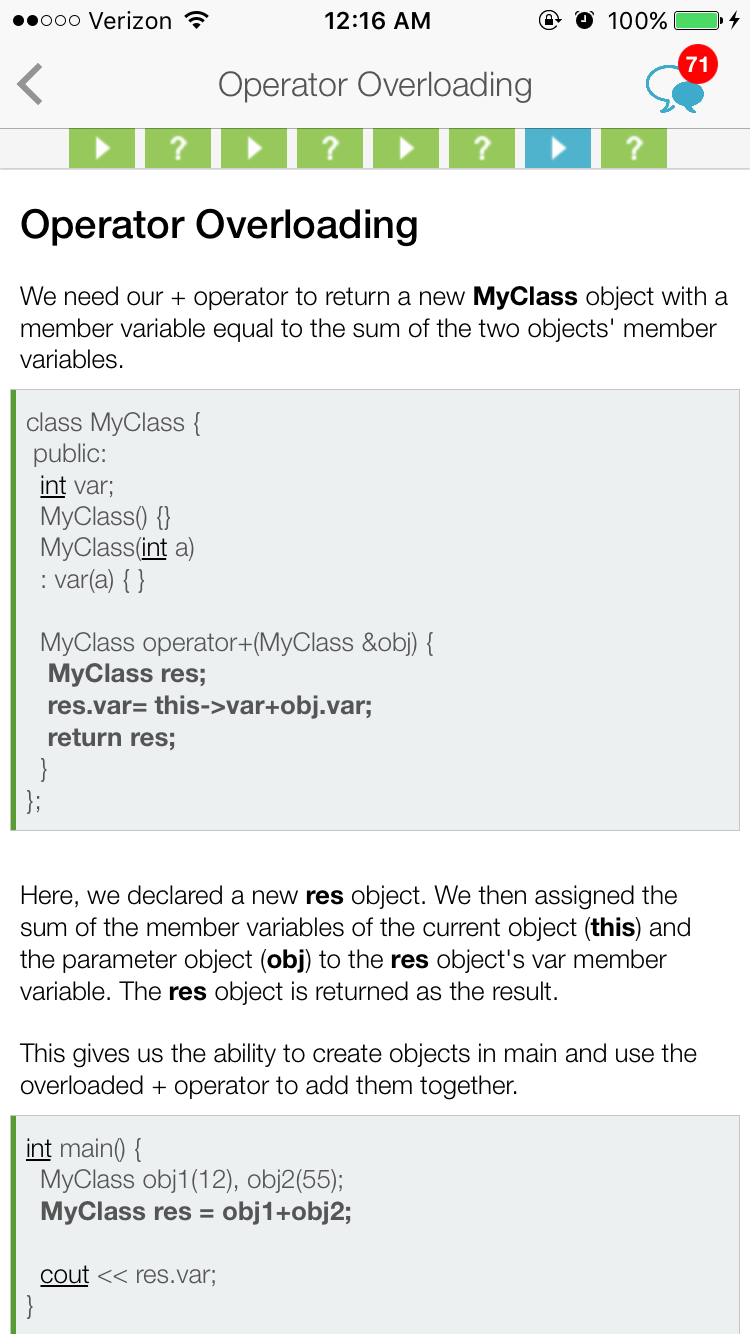 Verizon 12:16 AM 100%
Operator Overloading 71
? ? ? ?
Operator Overloading
We need our + operator to return a new MyClass object with a
member variable equal to the sum of the two objects' member
variables.
class MyClass {
public:
int var;
MyClass() {}
MyClass(int a)
: var(a) { }
MyClass operator+(MyClass &obj) {
MyClass res;
res.var= this->var+obj.var;
return res;
}
};
Here, we declared a new res object. We then assigned the
sum of the member variables of the current object (this) and
the parameter object (obj) to the res object's var member
variable. The res object is returned as the result.
This gives us the ability to create objects in main and use the
overloaded + operator to add them together.
int main() {
MyClass obj1(12), obj2(55);
MyClass res = obj1+obj2;
cout << res.var;
}